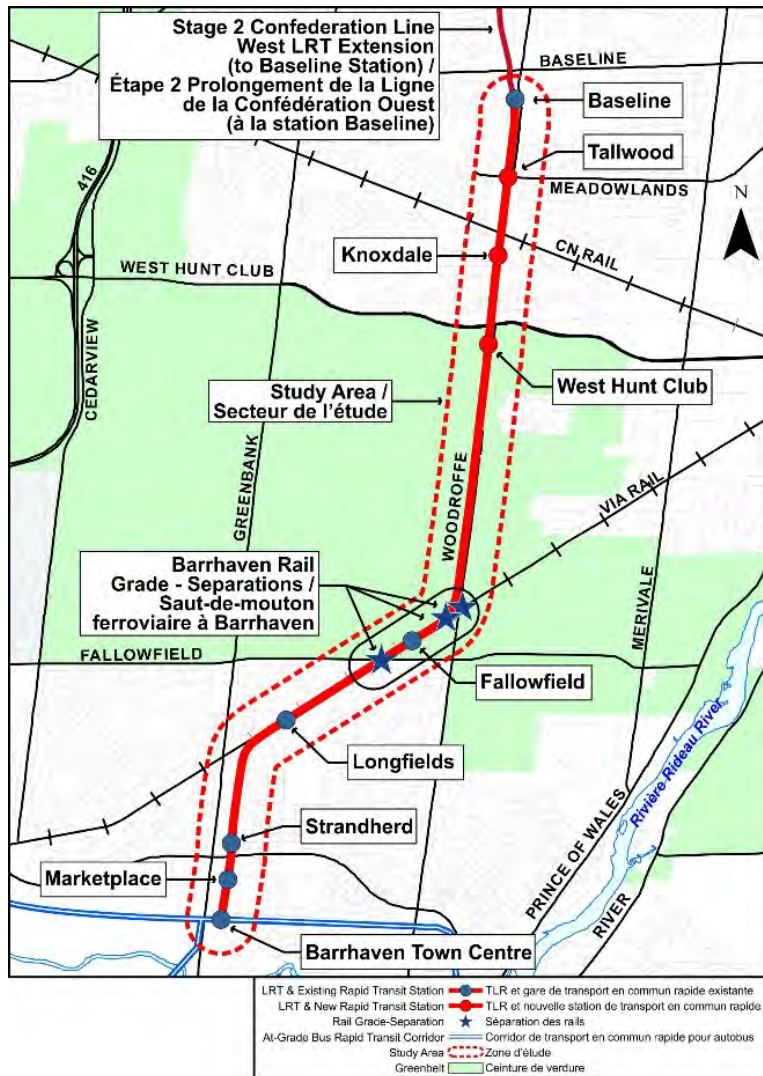 Stage 2 Confederation Line
West LRT Extension
(to Baseline Station) /
Étape 2 Prolongement de la Ligne
de la Confédération Ouest
(à la station Baseline)
BASELINE
Baseline
Tallwood
MEADOWLANDS
N
416
Knoxdale
CN RAIL
WEST HUNT CLUB
West Hunt Club
CEDARVIEW
Study Area /
Secteur de l'étude
GREENBANK
WOODROFFE
VIA RAIL
MERIVALE
Barrhaven Rail
Grade - Separations /
Saut-de-mouton
ferroviaire à Barrhaven
FALLOWFIELD
Fallowfield
Longfields
Rivière Rideau River
Strandherd
PRINCE OF WALES
Marketplace
RIVER
Barrhaven Town Centre
LRT & Existing Rapid Transit Station TLR et gare de transport en commun rapide existante
LRT & New Rapid Transit Station TLR et nouvelle station de transport en commun rapide
Rail Grade-Separation Séparation des rails
At-Grade Bus Rapid Transit Corridor Corridor de transport en commun rapide pour autobus
Study Area Zone d'étude
Greenbelt Ceinture de verdure